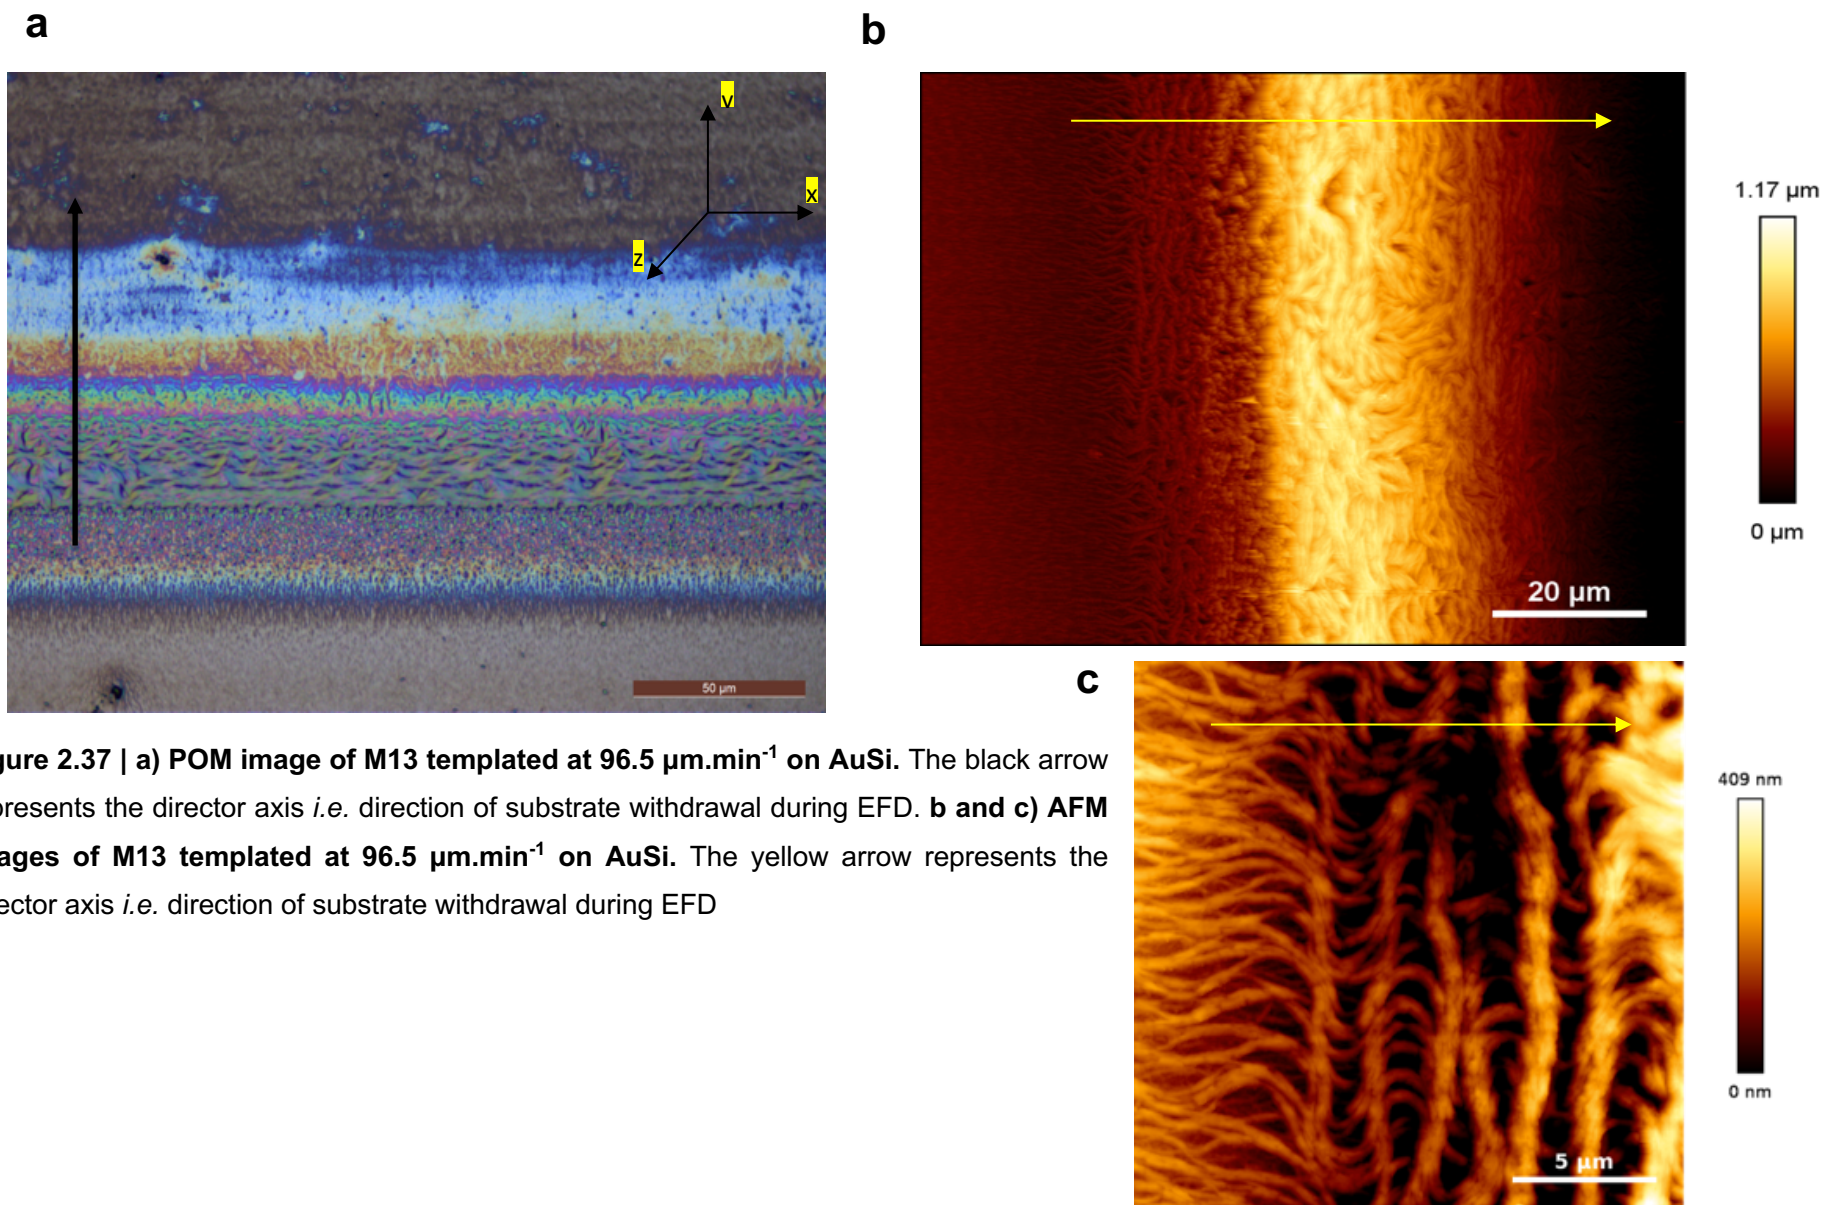 a
b
y
x
z
50 µm
1.17 µm
0 µm
20 µm
c
409 nm
0 nm
5 µm
gure 2.37 | a) POM image of M13 templated at 96.5 µm.min-1 on AuSi. The black arrow
presents the director axis i.e. direction of substrate withdrawal during EFD. b and c) AFM
ages of M13 templated at 96.5 µm.min-1 on AuSi. The yellow arrow represents the
ector axis i.e. direction of substrate withdrawal during EFD